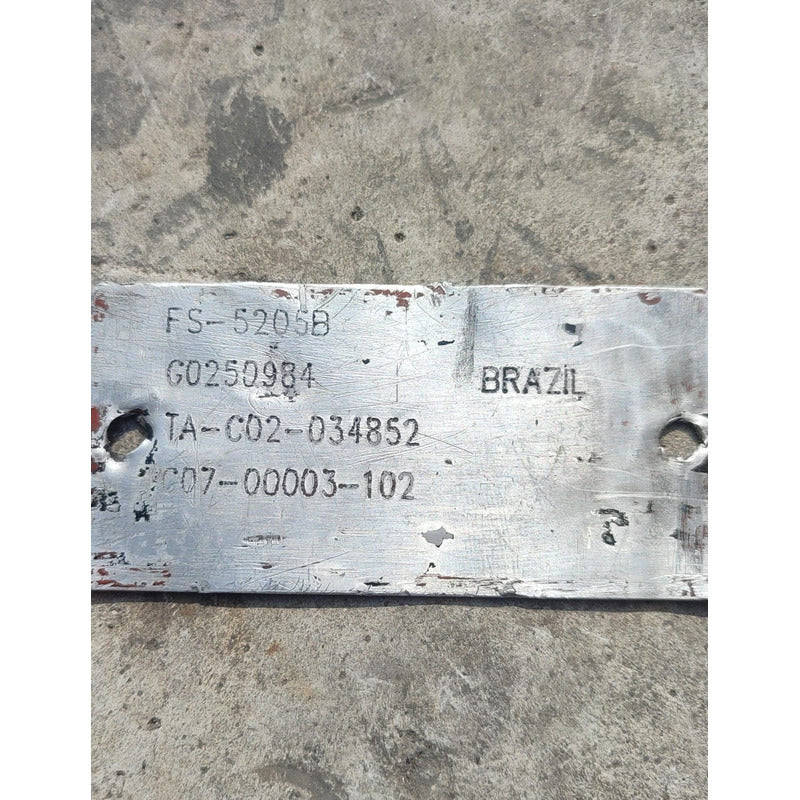 FS-5205B
G0250984
BRAZIL
TA-C02-034852
C07-00003-102